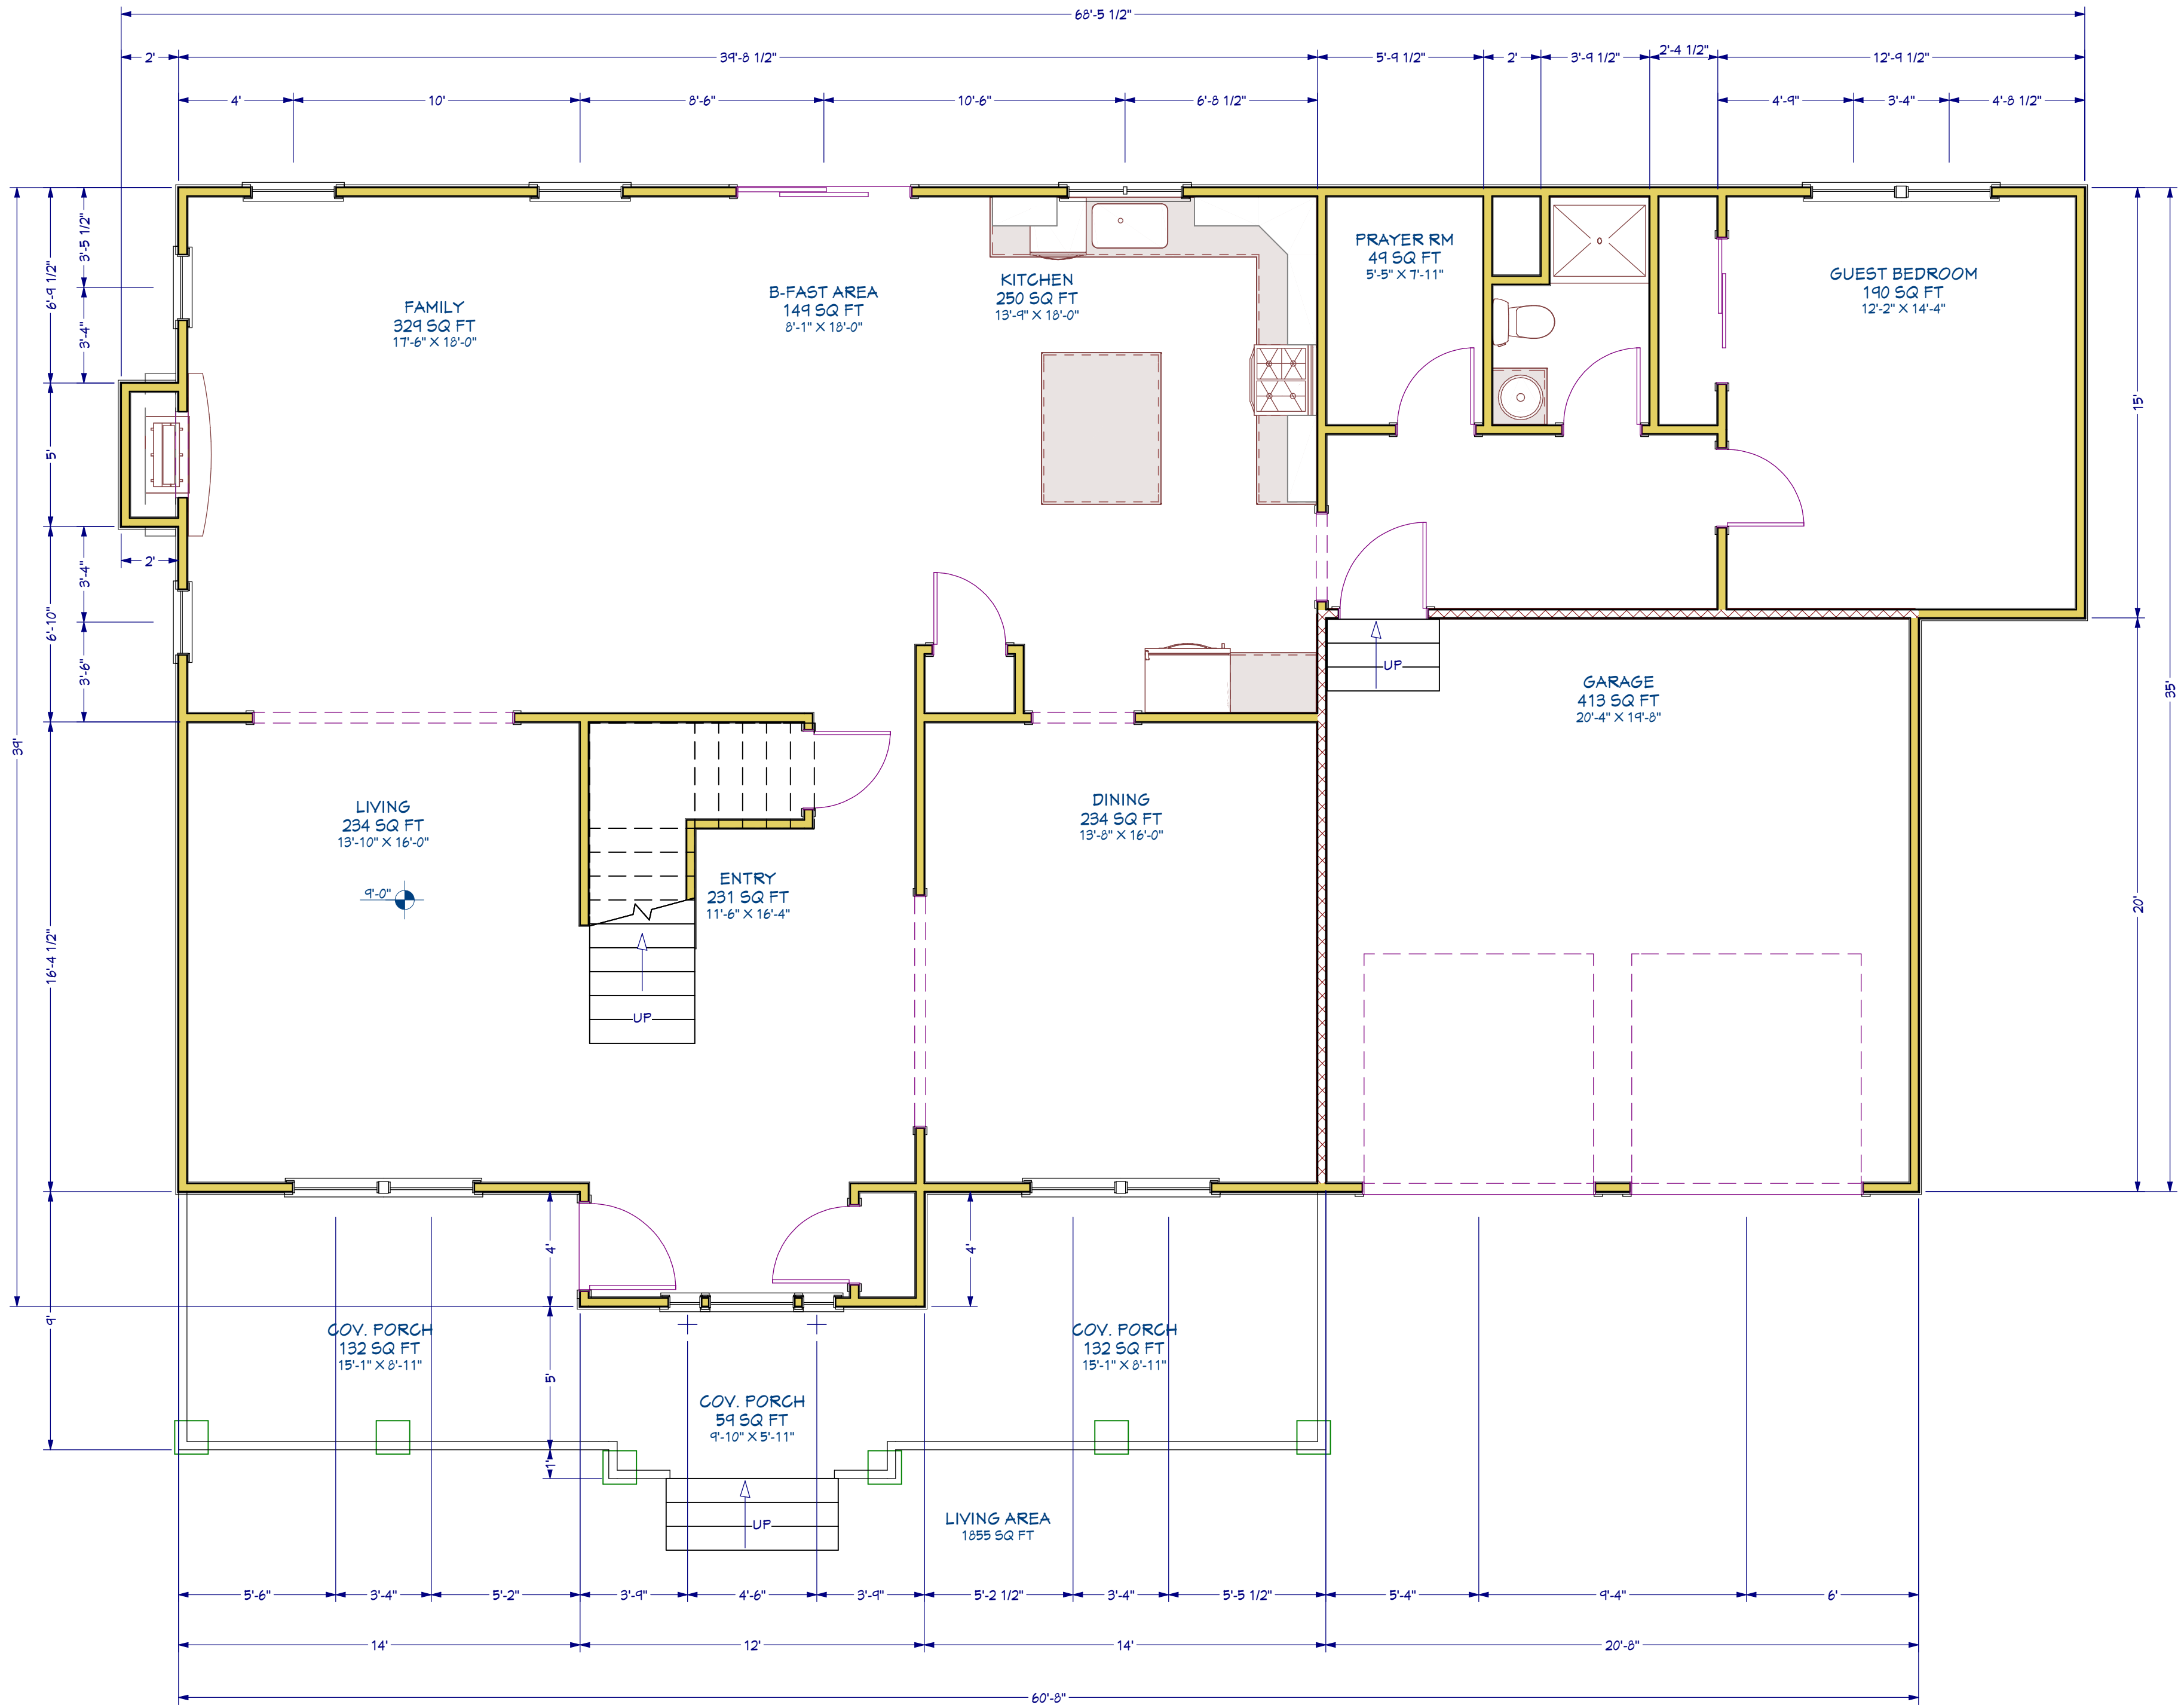 68'-5 1/2"
2'
39'-8 1/2"
5'-9 1/2"
2'
3'-9 1/2"
2'-4 1/2"
12'-9 1/2"
4'
10'
8'-6"
10'-6"
6'-8 1/2"
4'-9"
3'-4"
4'-8 1/2"
39'
6'-9 1/2"
5'
6'-10"
16'-4 1/2"
9'
3'-5 1/2"
3'-4"
3'-4"
3'-6"
2'
FAMILY
329 SQ FT
17'-6" X 18'-0"
B-FAST AREA
149 SQ FT
8'-1" X 18'-0"
KITCHEN
250 SQ FT
13'-9" X 18'-0"
PRAYER RM
49 SQ FT
5'-5" X 7'-11"
GUEST BEDROOM
190 SQ FT
12'-2" X 14'-4"
15'
35'
20'
UP
GARAGE
413 SQ FT
20'-4" X 19'-8"
LIVING
234 SQ FT
13'-10" X 16'-0"
9'-0"
ENTRY
231 SQ FT
11'-6" X 16'-4"
UP
DINING
234 SQ FT
13'-8" X 16'-0"
4'
4'
5'
1'
COV. PORCH
132 SQ FT
15'-1" X 8'-11"
COV. PORCH
59 SQ FT
9'-10" X 5'-11"
COV. PORCH
132 SQ FT
15'-1" X 8'-11"
UP
LIVING AREA
1855 SQ FT
5'-6"
3'-4"
5'-2"
3'-9"
4'-6"
3'-9"
5'-2 1/2"
3'-4"
5'-5 1/2"
5'-4"
9'-4"
6'
14'
12'
14'
20'-8"
60'-8"